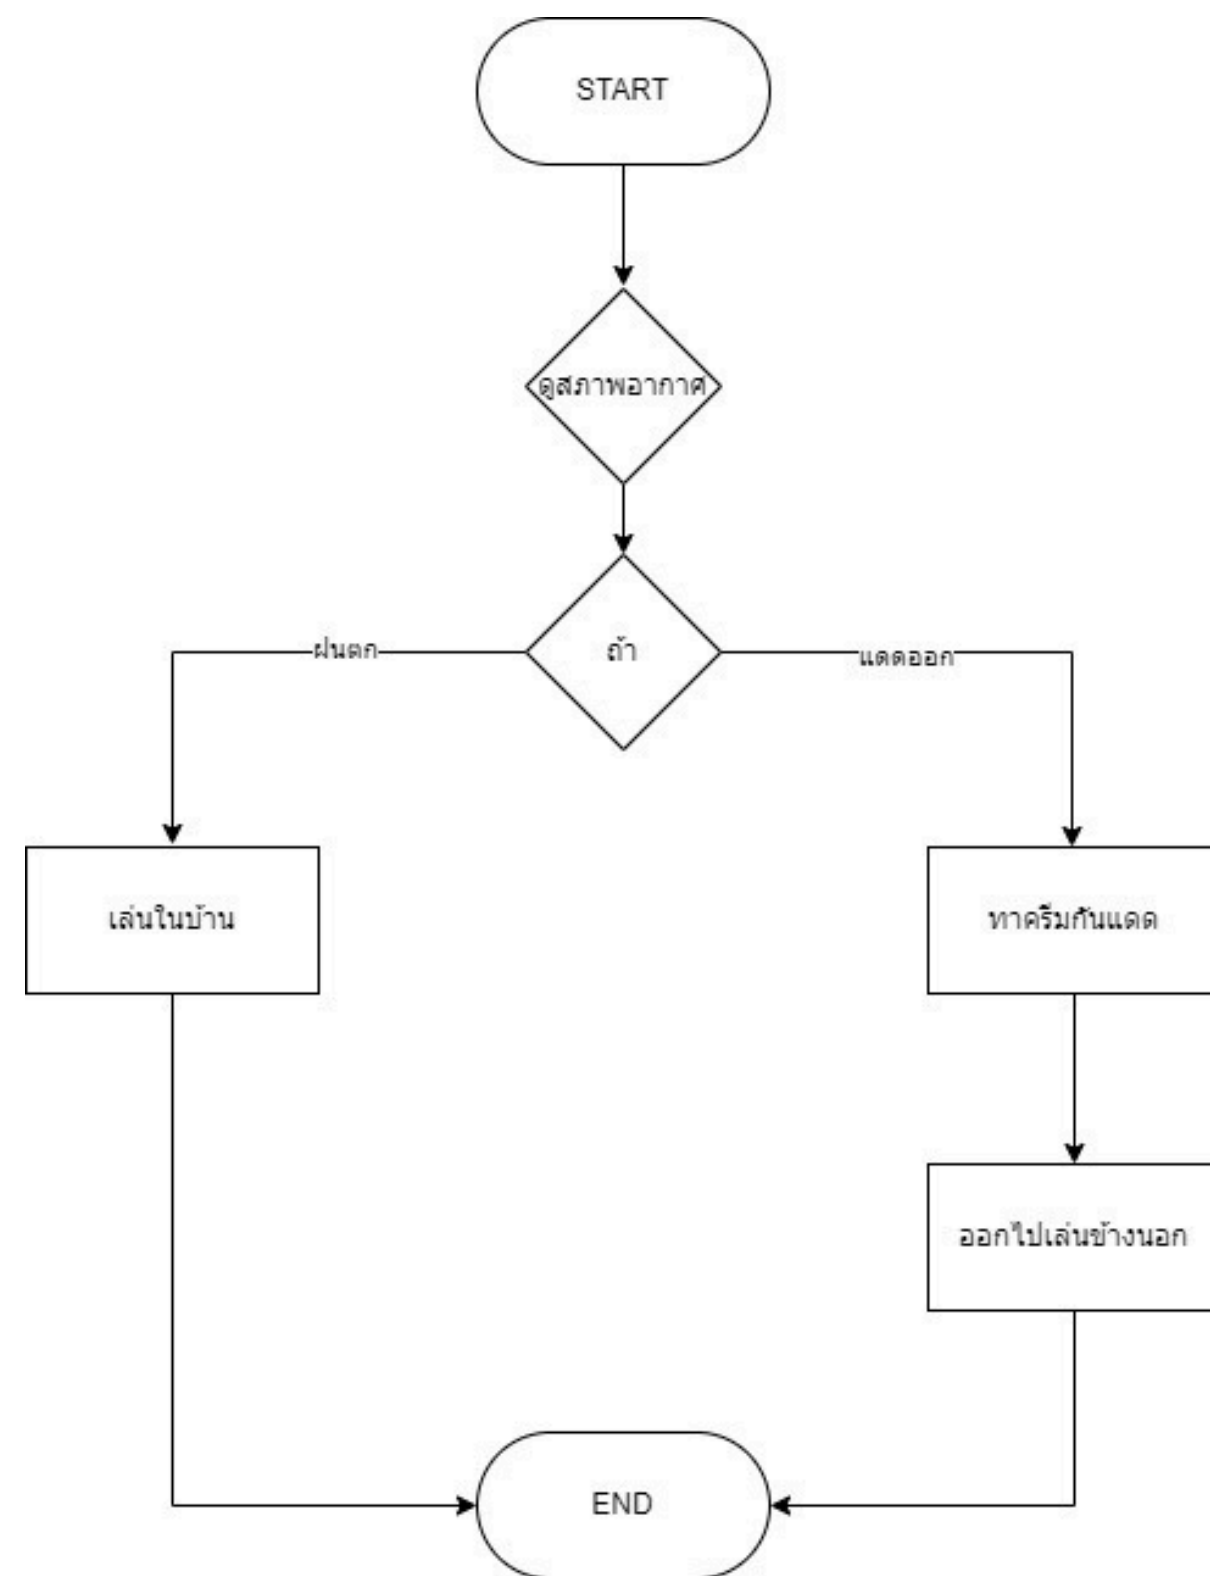 START
ดูสภาพอากาศ
ถ้า
ฝนตก
แดดออก
เล่นในบ้าน
ทาครีมกันแดด
ออกไปเล่นข้างนอก
END